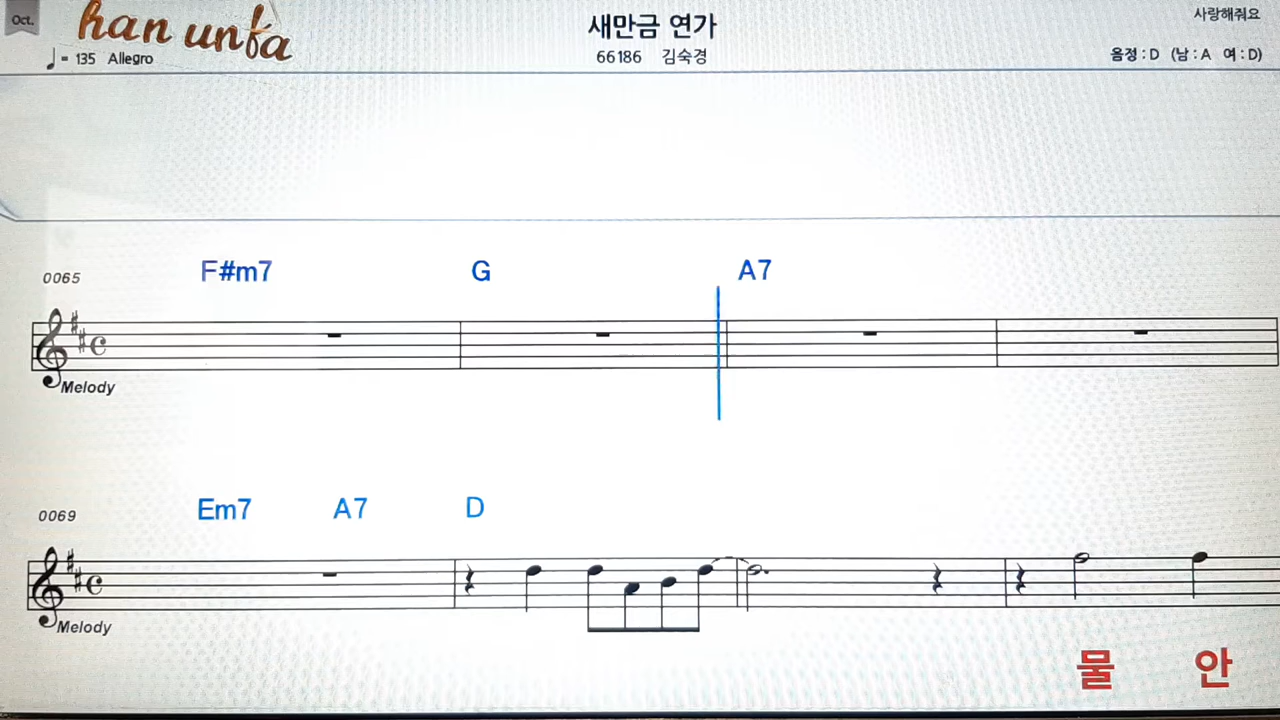 Oct.
han unfa
새만금 연가
사랑해줘요
♩ = 135 Allegro
66186 김숙경
음정 : D (남 : A 여 : D)
0065
F#m7 G A7
Melody
0069
Em7 A7 D
Melody
물 안